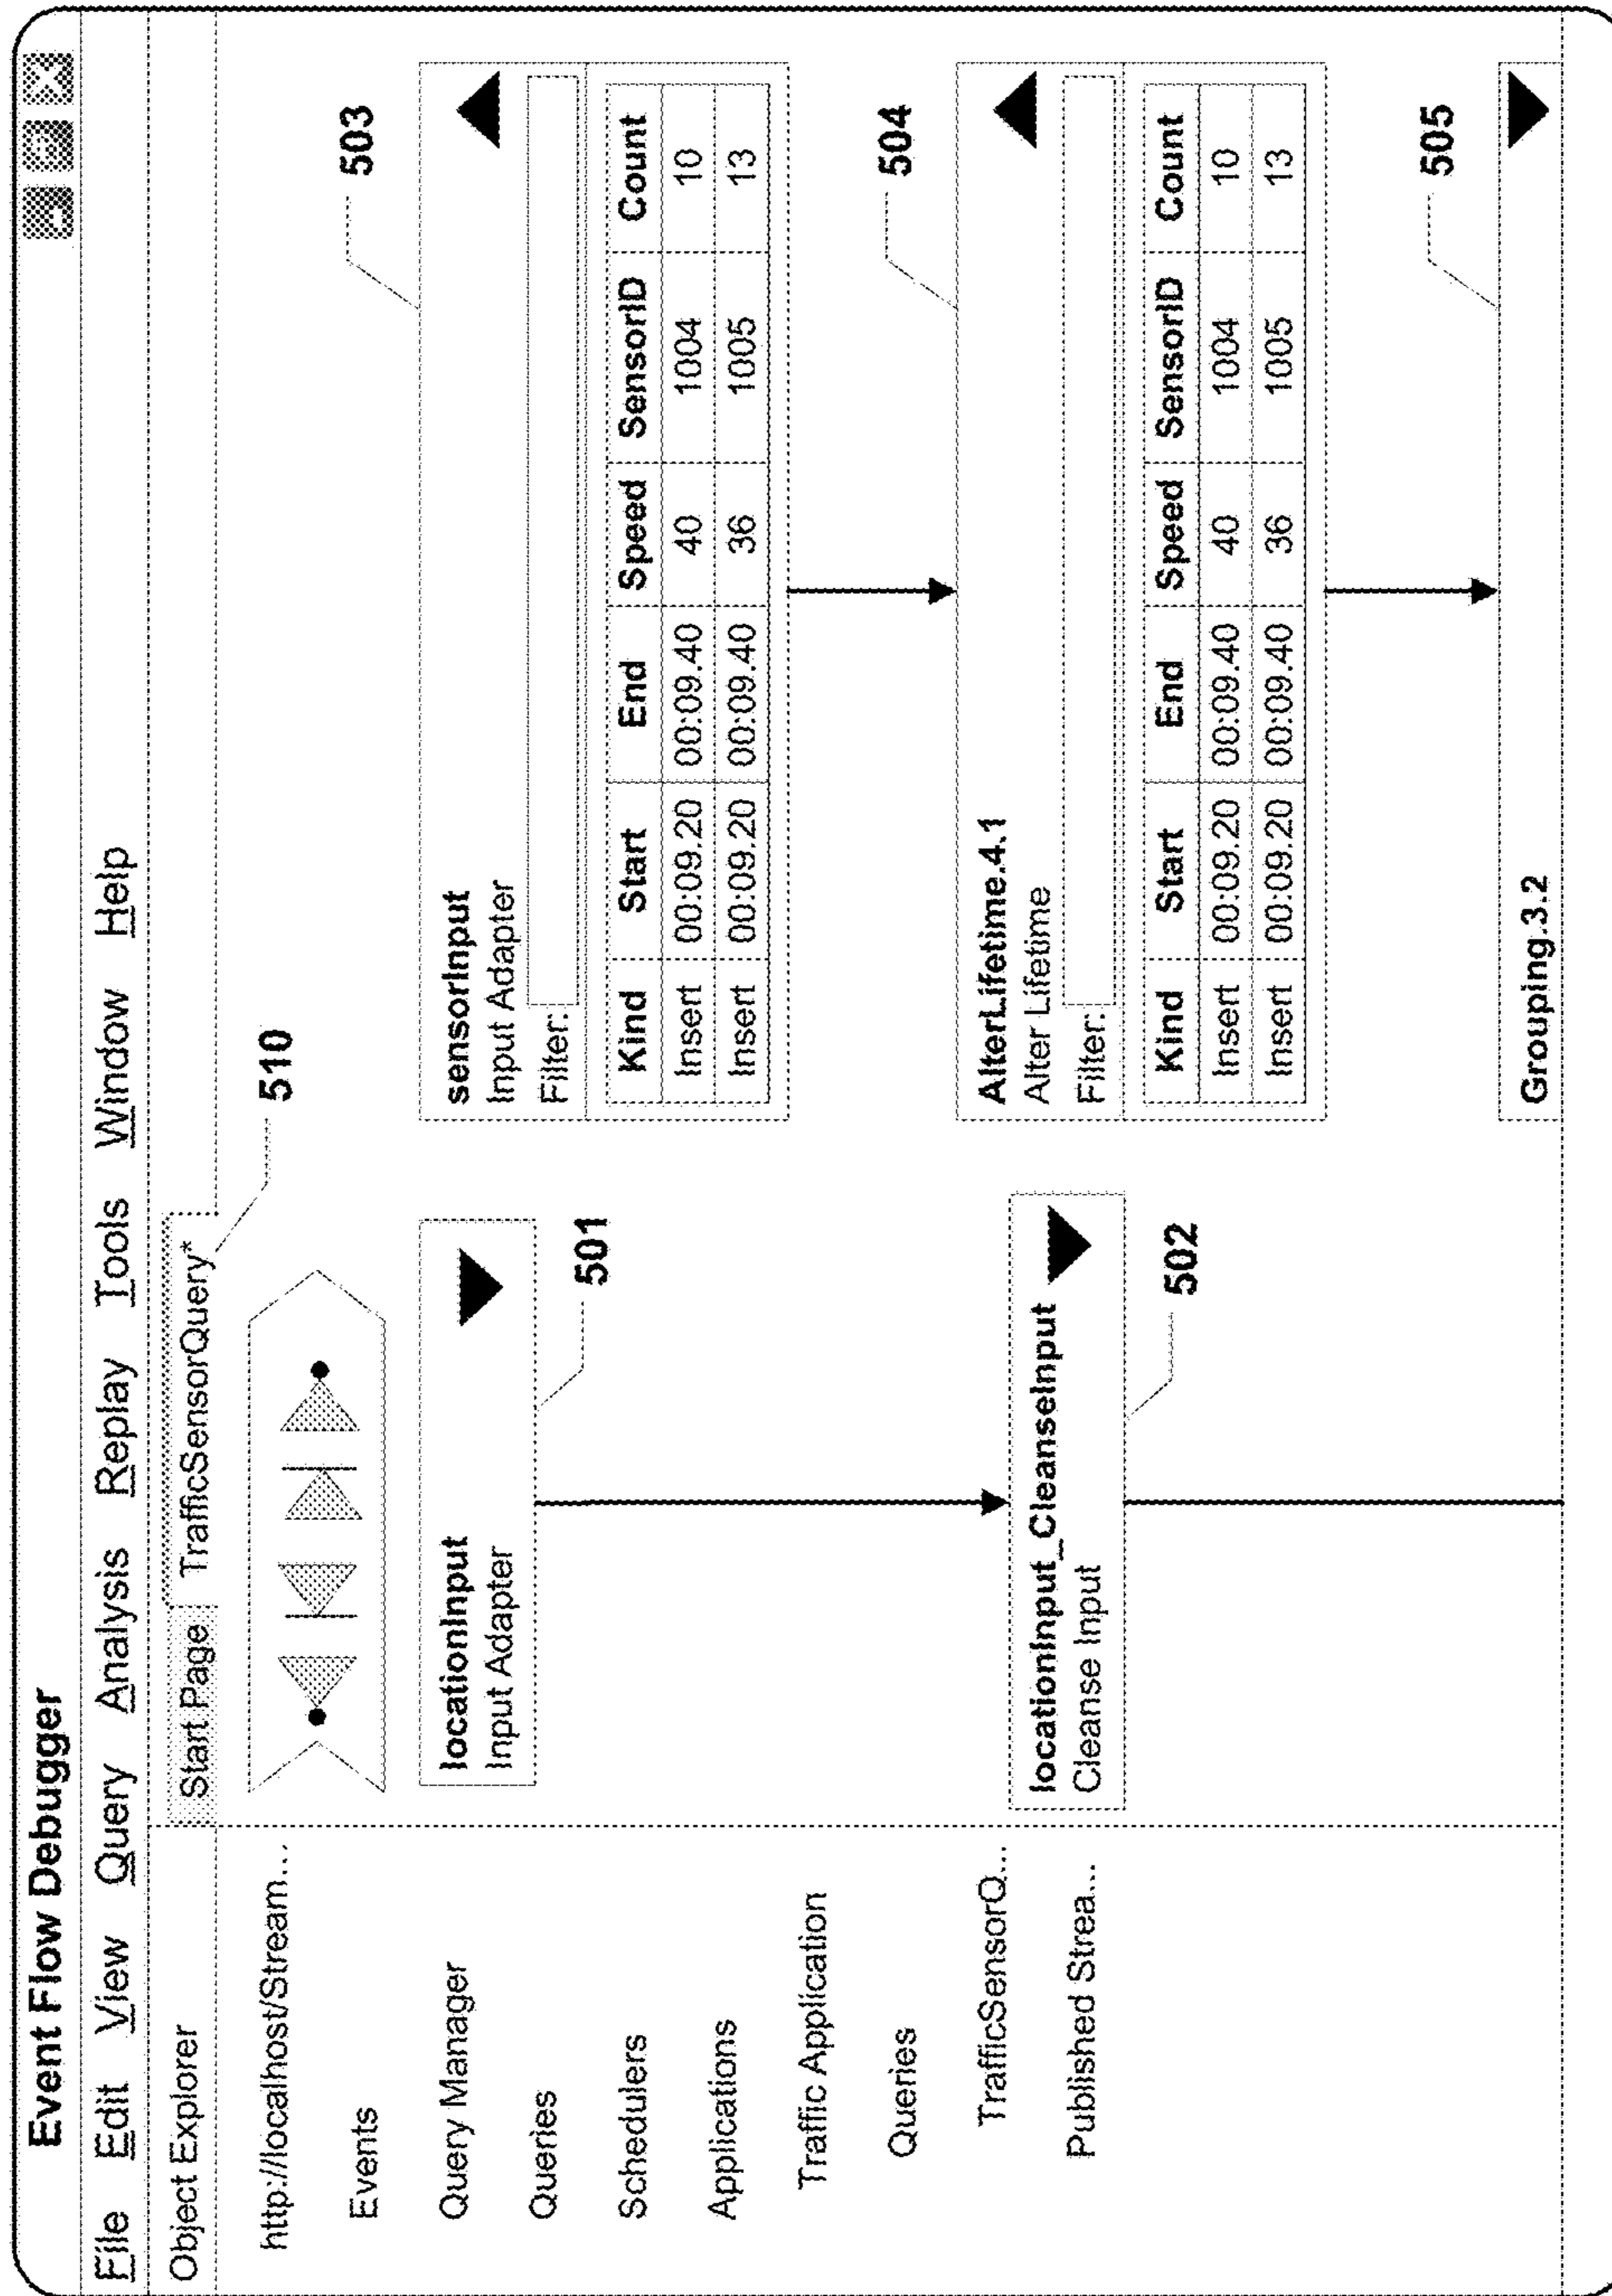 Event Flow Debugger
File Edit View Query Analysis Replay Tools Window Help
Object Explorer
Start Page TrafficSensorQuery*
510
http://localhost/Stream...
Events
Query Manager
Queries
Schedulers
Applications
Traffic Application
Queries
TrafficSensorQ...
Published Strea...
locationInput
Input Adapter
501
locationInput_CleanseInput
Cleanse Input
502
503
sensorInput
Input Adapter
Filter:
Kind Start End Speed SensorID Count
Insert 00:09.20 00:09.40 40 1004 10
Insert 00:09.20 00:09.40 36 1005 13
504
AlterLifetime.4.1
Alter Lifetime
Filter:
Kind Start End Speed SensorID Count
Insert 00:09.20 00:09.40 40 1004 10
Insert 00:09.20 00:09.40 36 1005 13
505
Grouping.3.2